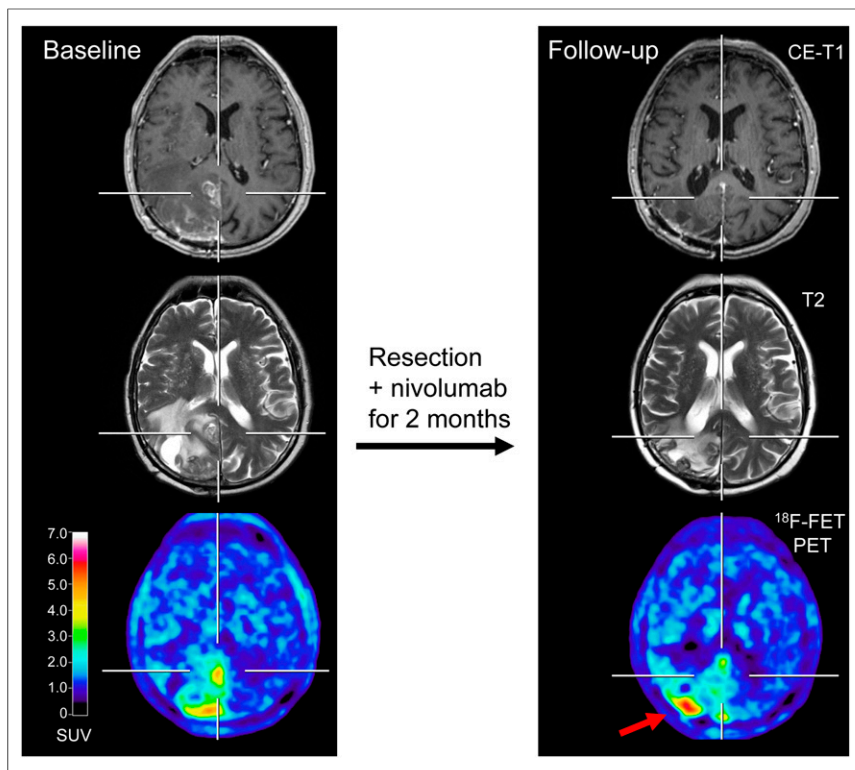 Baseline
Follow-up
CE-T1
T2
Resection
+ nivolumab
for 2 months
¹⁸F-FET
PET
7.0
6.0
5.0
4.0
3.0
2.0
1.0
0
SUV